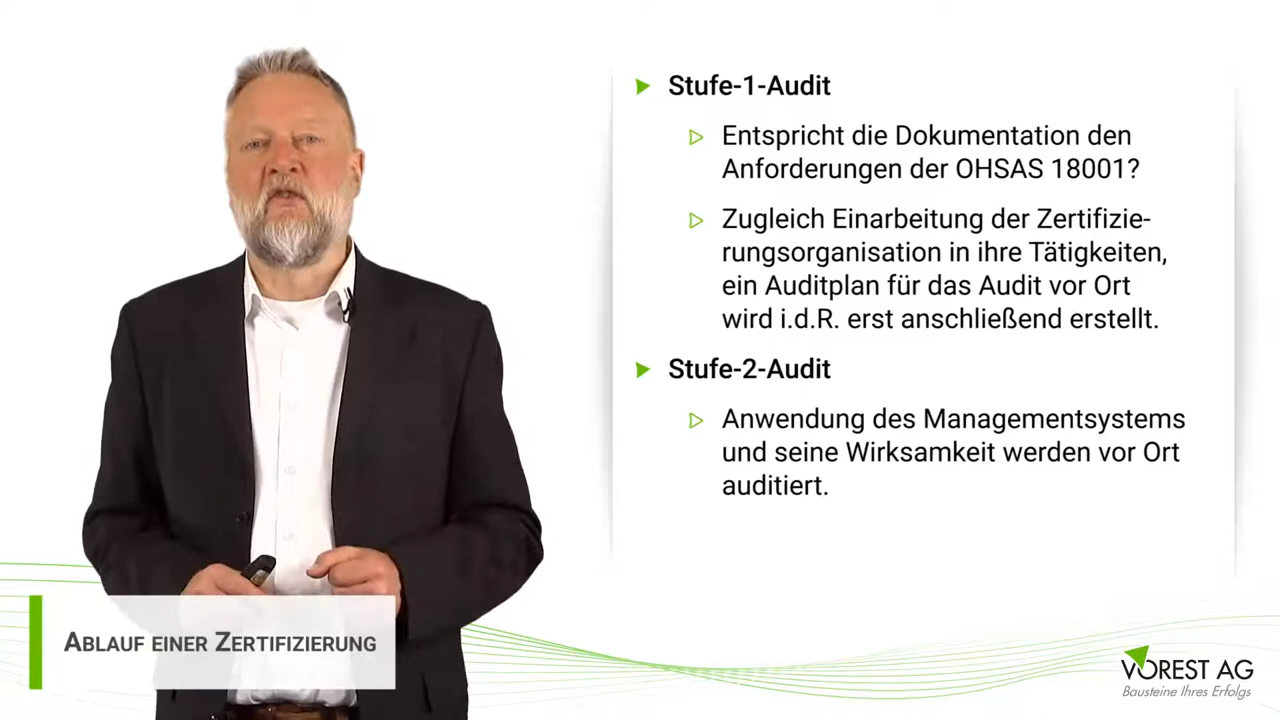 Stufe-1-Audit
Entspricht die Dokumentation den
Anforderungen der OHSAS 18001?
Zugleich Einarbeitung der Zertifizie-
rungsorganisation in ihre Tätigkeiten,
ein Auditplan für das Audit vor Ort
wird i.d.R. erst anschließend erstellt.
Stufe-2-Audit
Anwendung des Managementsystems
und seine Wirksamkeit werden vor Ort
auditiert.
ABLAUF EINER ZERTIFIZIERUNG
VOREST AG
Bausteine Ihres Erfolgs